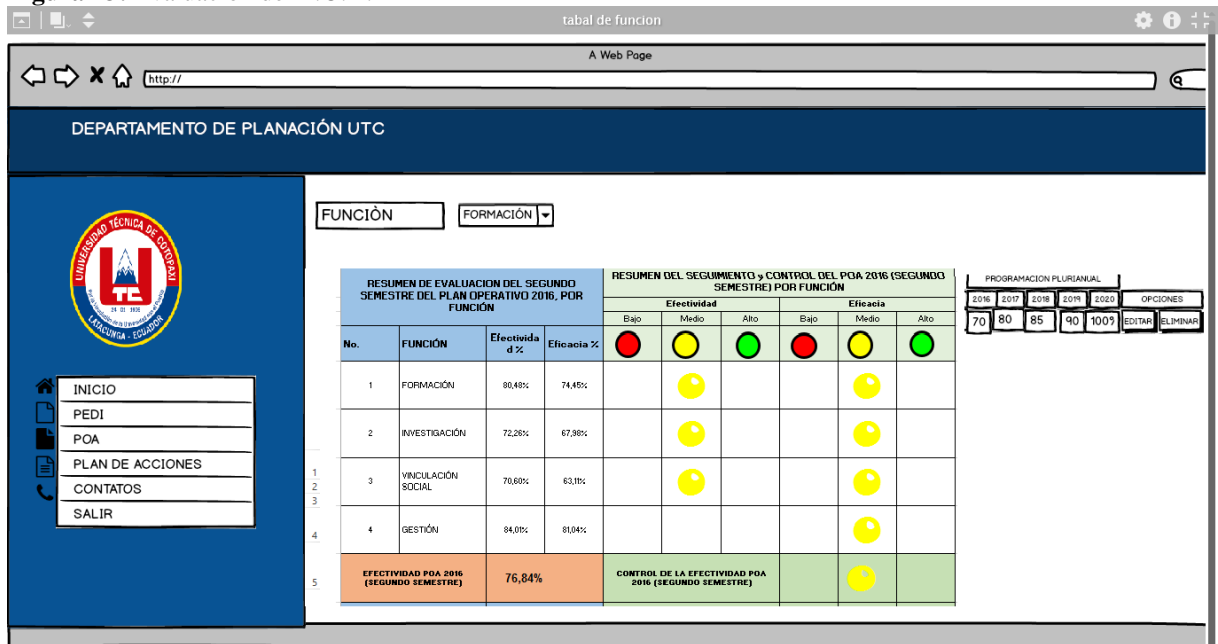 tabal de funcion
A Web Page
http://
DEPARTAMENTO DE PLANACIÓN UTC
UNIVERSIDAD TÉCNICA DE COTOPAXI
UTC
24 01 1995
LATACUNGA - ECUADOR
INICIO
PEDI
POA
PLAN DE ACCIONES
CONTATOS
SALIR
FUNCIÒN
FORMACIÓN
RESUMEN DE EVALUACION DEL SEGUNDO
SEMESTRE DEL PLAN OPERATIVO 2016, POR
FUNCIÓN
RESUMEN DEL SEGUIMIENTO y CONTROL DEL POA 2016 (SEGUNDO
SEMESTRE) POR FUNCIÓN
Efectividad Eficacia
Bajo Medio Alto Bajo Medio Alto
No. FUNCIÓN Efectivida
d % Eficacia %
1 FORMACIÓN 80,48% 74,45%
2 INVESTIGACIÓN 72,26% 67,98%
3 VINCULACIÓN
SOCIAL 70,60% 63,11%
4 GESTIÓN 84,01% 81,04%
1
2
3
4
5
EFECTIVIDAD POA 2016
(SEGUNDO SEMESTRE) 76,84%
CONTROL DE LA EFECTIVIDAD POA
2016 (SEGUNDO SEMESTRE)
PROGRAMACION PLURIANUAL
2016 2017 2018 2019 2020 OPCIONES
70 80 85 90 100% EDITAR ELIMINAR